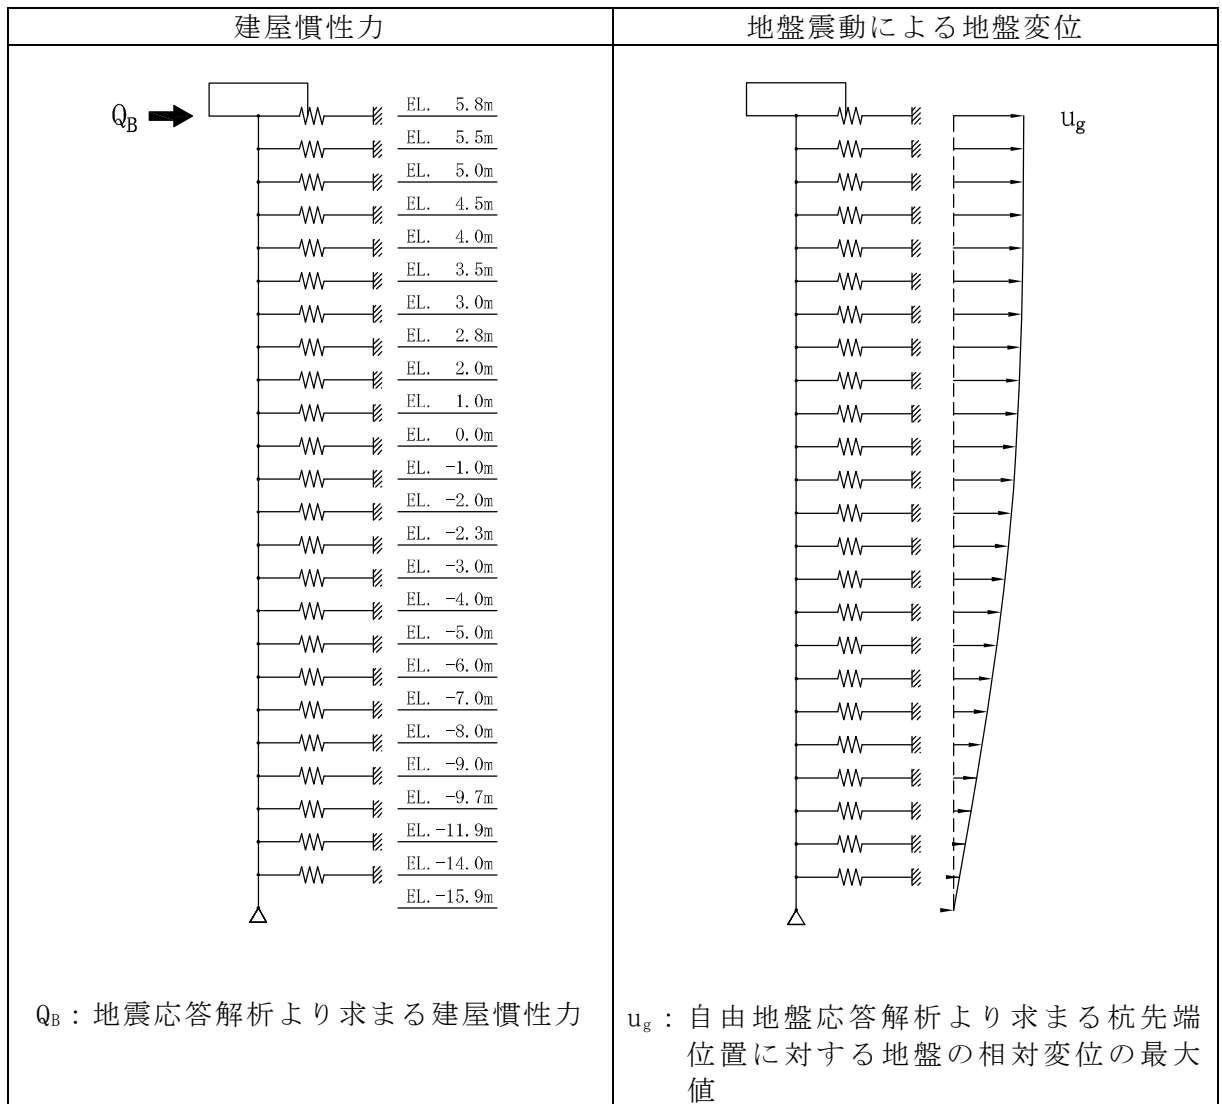 建屋慣性力
地盤震動による地盤変位
Q_B
EL. 5.8m
EL. 5.5m
EL. 5.0m
EL. 4.5m
EL. 4.0m
EL. 3.5m
EL. 3.0m
EL. 2.8m
EL. 2.0m
EL. 1.0m
EL. 0.0m
EL. -1.0m
EL. -2.0m
EL. -2.3m
EL. -3.0m
EL. -4.0m
EL. -5.0m
EL. -6.0m
EL. -7.0m
EL. -8.0m
EL. -9.0m
EL. -9.7m
EL.-11.9m
EL.-14.0m
EL.-15.9m
u_g
Q_B：地震応答解析より求まる建屋慣性力
u_g：自由地盤応答解析より求まる杭先端
位置に対する地盤の相対変位の最大
値